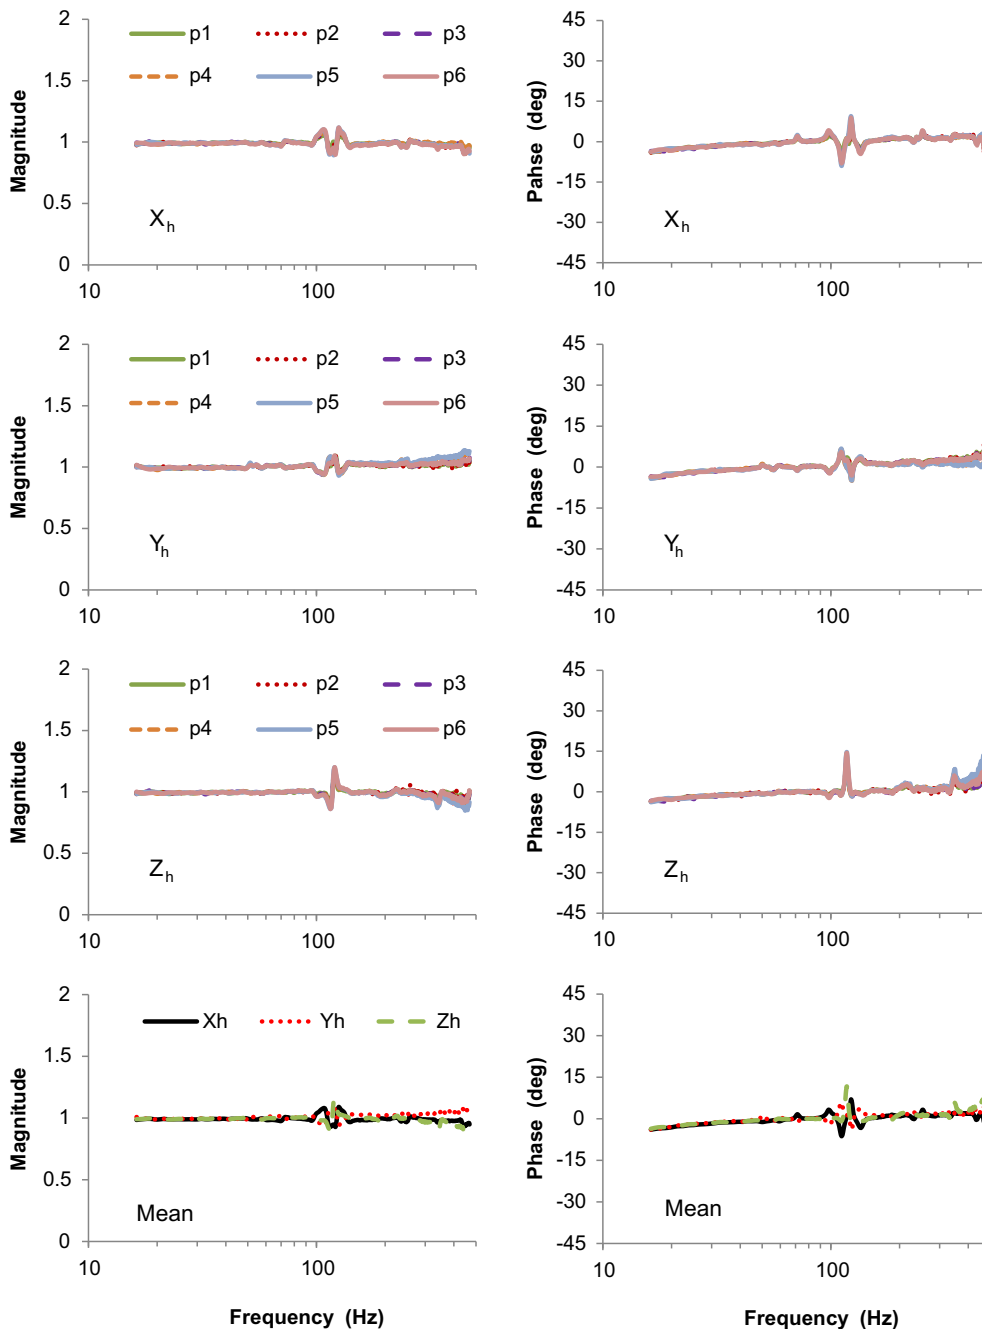 2
1.5
1
0.5
0
Magnitude
p1 p2 p3
p4 p5 p6
Xh
10 100
45
30
15
0
-15
-30
-45
Pahse (deg)
Xh
10 100
2
1.5
1
0.5
0
Magnitude
p1 p2 p3
p4 p5 p6
Yh
10 100
45
30
15
0
-15
-30
-45
Phase (deg)
Yh
10 100
2
1.5
1
0.5
0
Magnitude
p1 p2 p3
p4 p5 p6
Zh
10 100
45
30
15
0
-15
-30
-45
Phase (deg)
Zh
10 100
2
1.5
1
0.5
0
Magnitude
Xh Yh Zh
Mean
10 100
Frequency (Hz)
45
30
15
0
-15
-30
-45
Phase (deg)
Mean
10 100
Frequency (Hz)